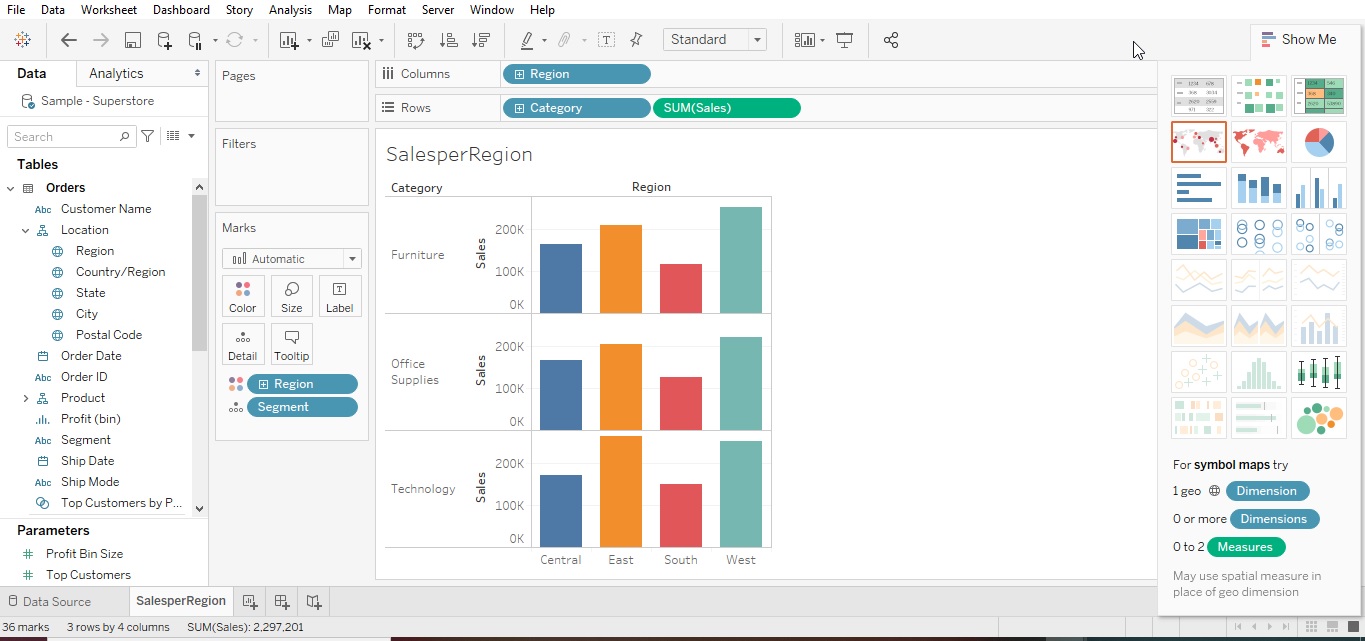 File Data Worksheet Dashboard Story Analysis Map Format Server Window Help
Standard
Show Me
Data Analytics
Sample - Superstore
Search
Tables
Orders
Abc Customer Name
Location
Region
Country/Region
State
City
Postal Code
Order Date
Abc Order ID
Product
Profit (bin)
Abc Segment
Ship Date
Abc Ship Mode
Top Customers by P...
Parameters
# Profit Bin Size
# Top Customers
Pages
Filters
Marks
Automatic
Color Size Label
Detail Tooltip
Region
Segment
Columns Region
Rows Category SUM(Sales)
SalesperRegion
Category Region
Furniture
Sales
200K
100K
0K
Office
Supplies
Sales
200K
100K
0K
Technology
Sales
200K
100K
0K
Central East South West
For symbol maps try
1 geo Dimension
0 or more Dimensions
0 to 2 Measures
May use spatial measure in
place of geo dimension
Data Source SalesperRegion
36 marks 3 rows by 4 columns SUM(Sales): 2,297,201